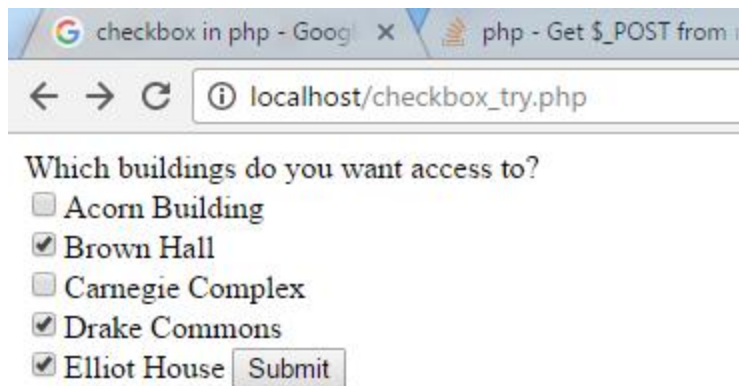 checkbox in php - Goog
php - Get $_POST from
localhost/checkbox_try.php
Which buildings do you want access to?
Acorn Building
Brown Hall
Carnegie Complex
Drake Commons
Elliot House Submit